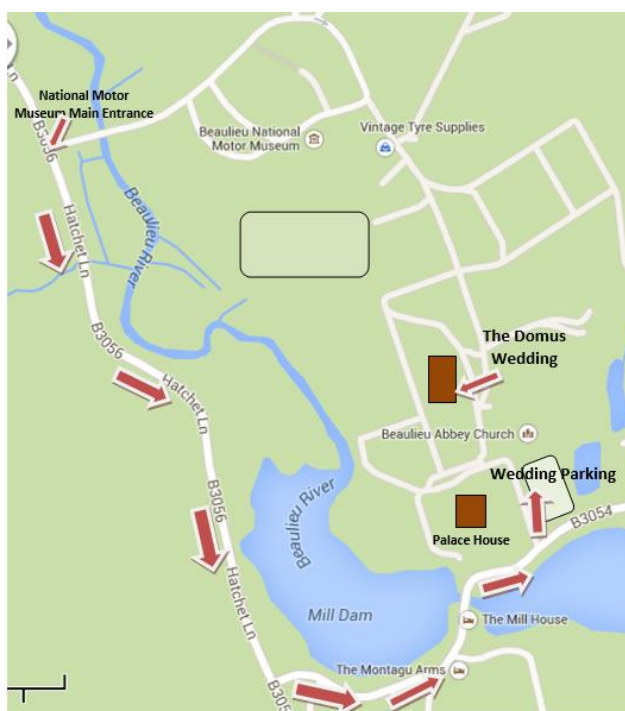 Ln
National Motor
Museum Main Entrance
B3056
Beaulieu National
Motor Museum
Vintage Tyre Supplies
Hatchet Ln
Beaulieu
River
B3056
Hatchet Ln
The Domus
Wedding
Beaulieu Abbey Church
Wedding Parking
B3056
Beaulieu River
B3054
Palace House
Hatchet Ln
Mill Dam
The Mill House
The Montagu Arms